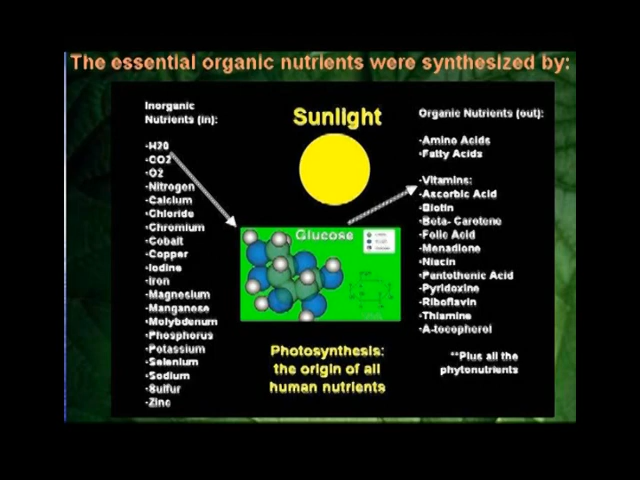 The essential organic nutrients were synthesized by:
Inorganic
Nutrients (in):
-H20
-CO2
-O2
-Nitrogen
-Calcium
-Chloride
-Chromium
-Cobalt
-Copper
-Iodine
-Iron
-Magnesium
-Manganese
-Molybdenum
-Phosphorus
-Potassium
-Selenium
-Sodium
-Sulfur
-Zinc
Sunlight
Glucose
Photosynthesis:
the origin of all
human nutrients
Organic Nutrients (out):
-Amino Acids
-Fatty Acids
-Vitamins:
-Ascorbic Acid
-Biotin
-Beta- Carotene
-Folic Acid
-Menadione
-Niacin
-Pantothenic Acid
-Pyridoxine
-Riboflavin
-Thiamine
-A-tocopherol
**Plus all the
phytonutrients